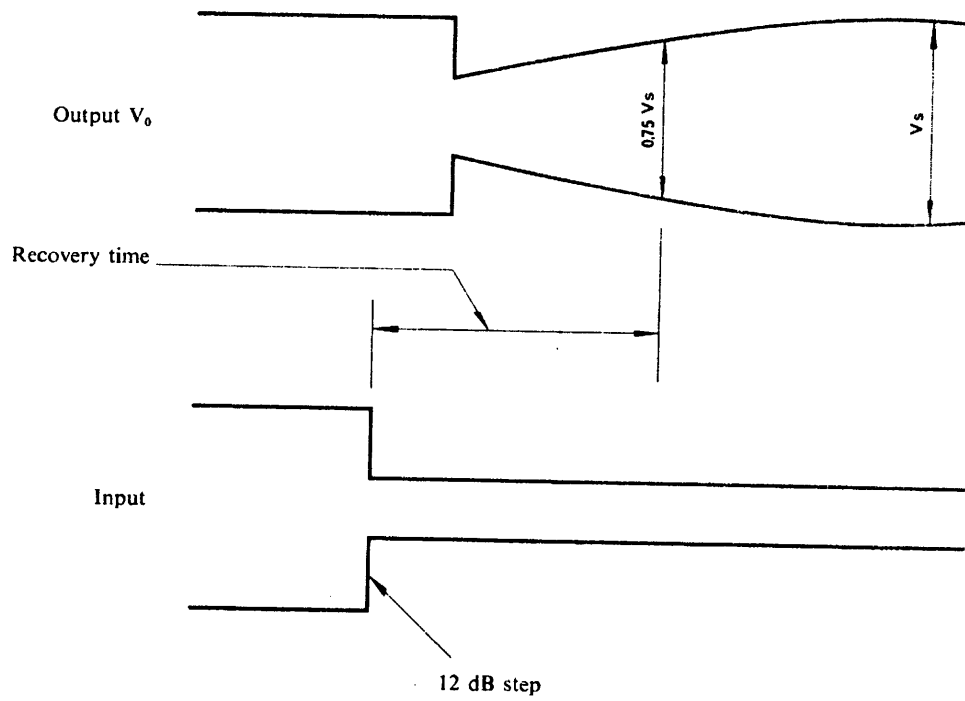 Output V₀
0,75 Vs
Vs
Recovery time
Input
12 dB step